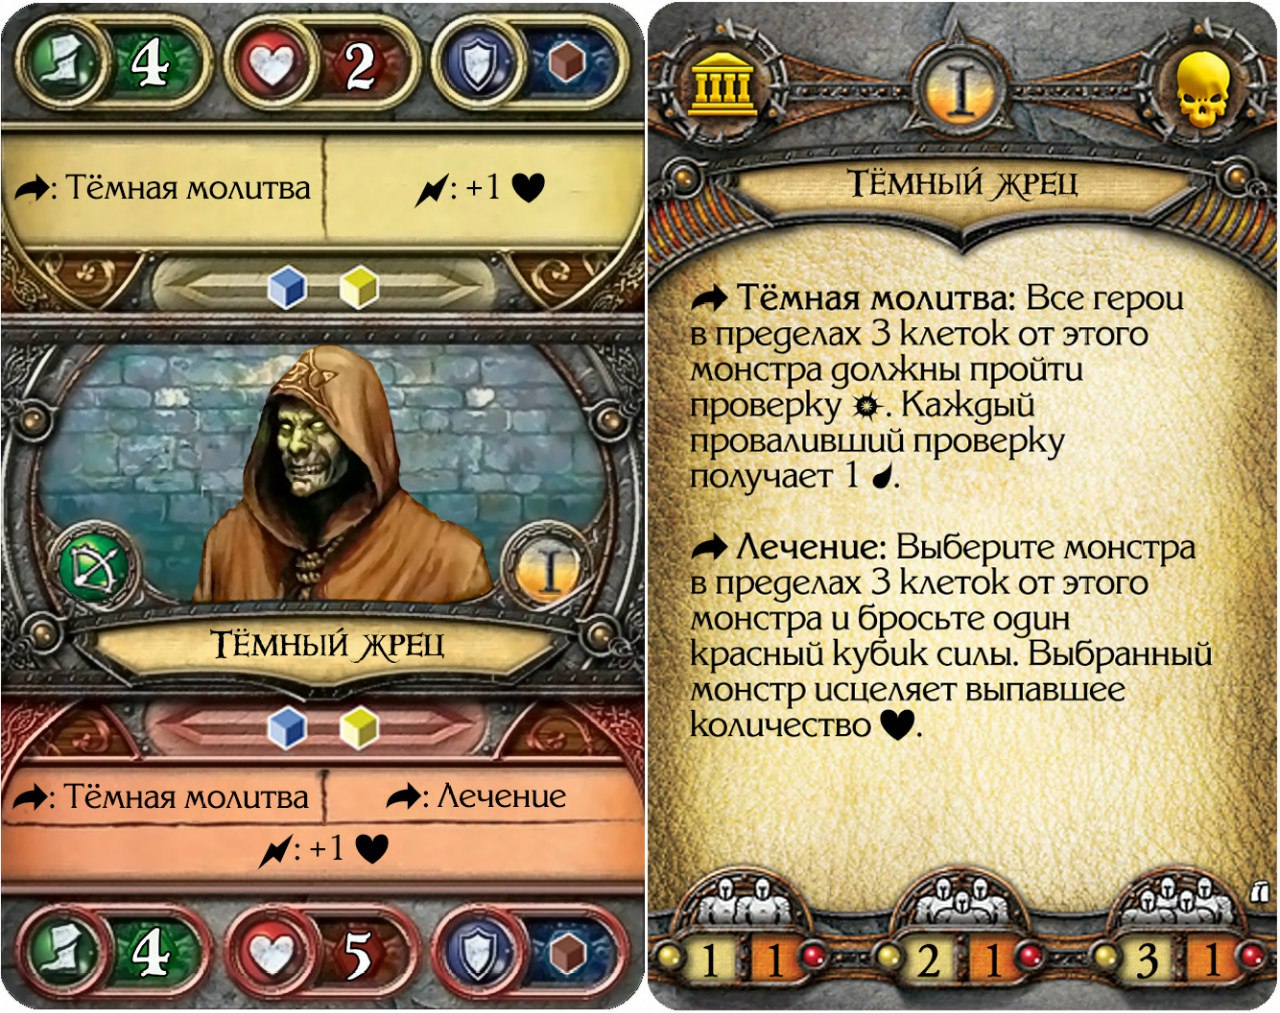 4 2
: Тёмная молитва : +1
ТЁМНЫЙ ЖРЕЦ
I
: Тёмная молитва : Лечение
: +1
4 5
I
ТЁМНЫЙ ЖРЕЦ
Тёмная молитва: Все герои
в пределах 3 клеток от этого
монстра должны пройти
проверку . Каждый
проваливший проверку
получает 1 .
Лечение: Выберите монстра
в пределах 3 клеток от этого
монстра и бросьте один
красный кубик силы. Выбранный
монстр исцеляет выпавшее
количество .
1 1 2 1 3 1